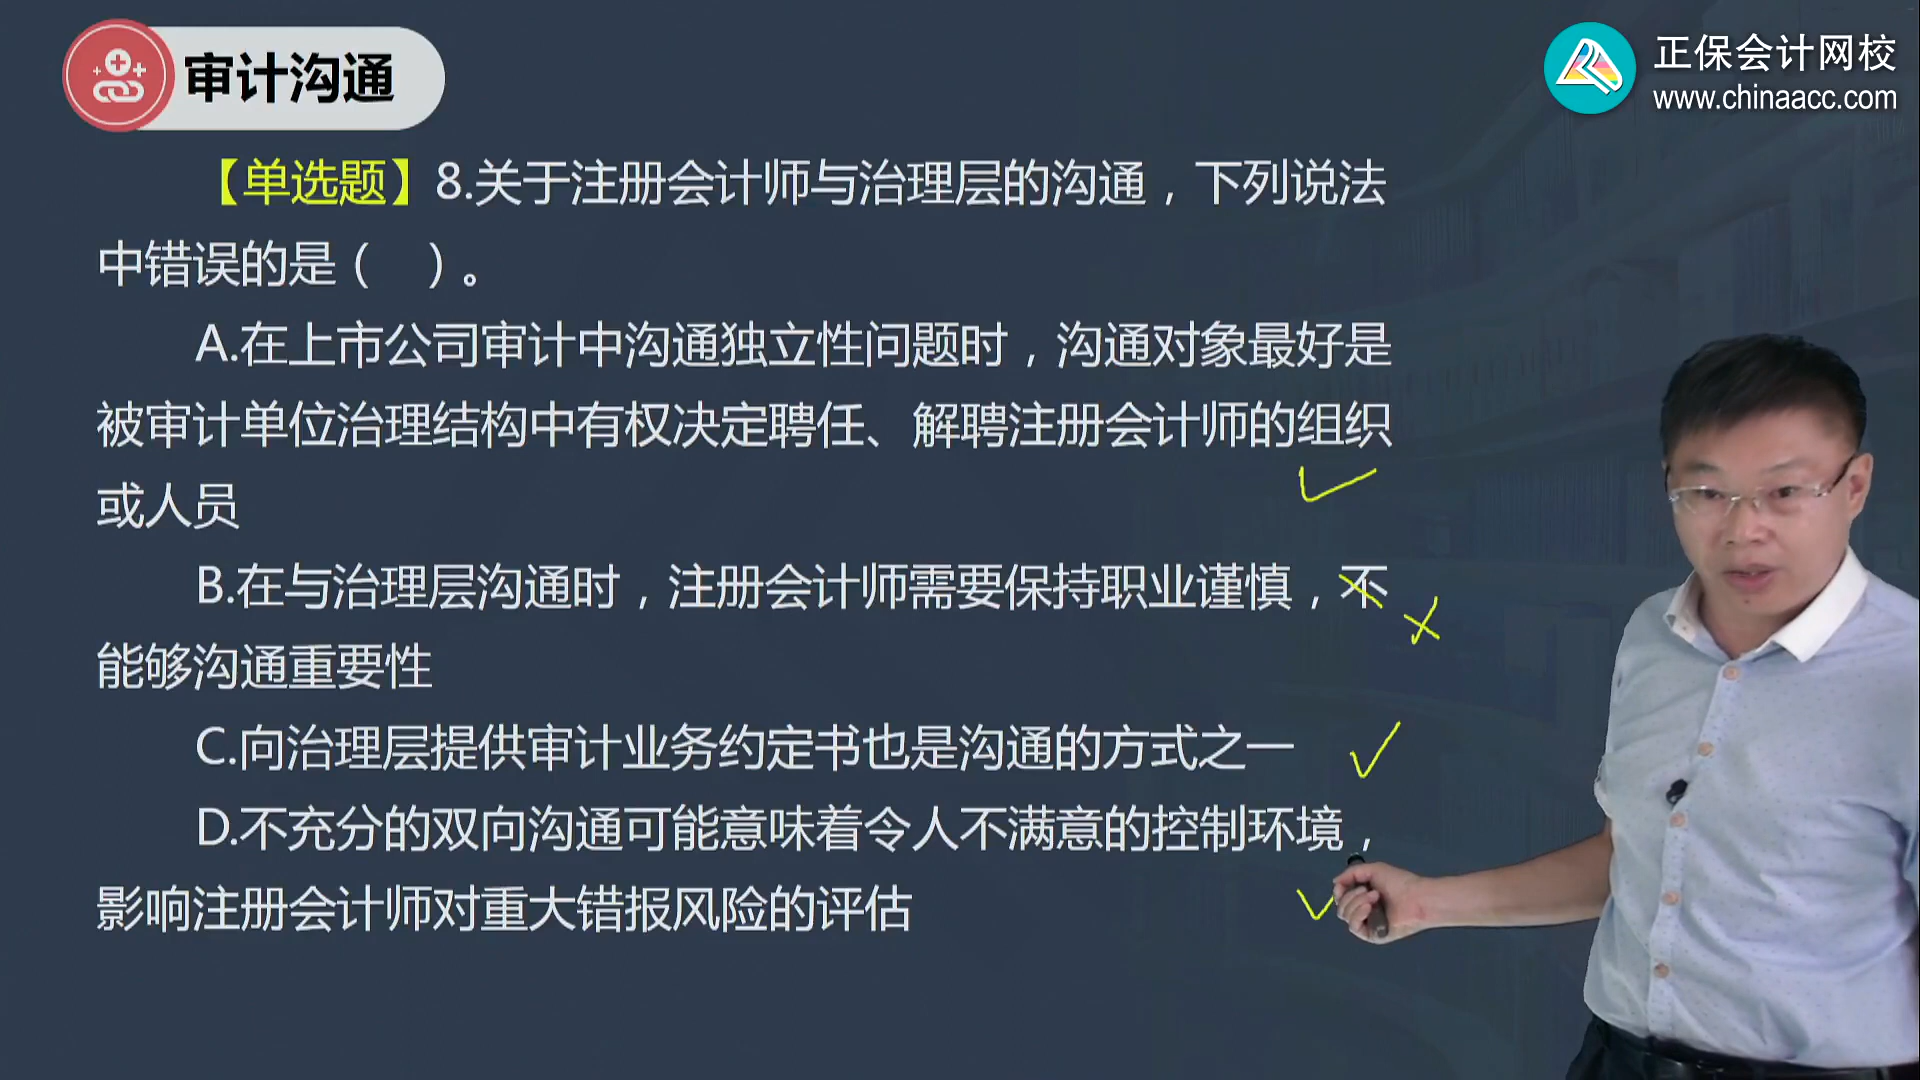 审计沟通
正保会计网校
www.chinaacc.com
【单选题】8.关于注册会计师与治理层的沟通，下列说法
中错误的是（　）。
A.在上市公司审计中沟通独立性问题时，沟通对象最好是
被审计单位治理结构中有权决定聘任、解聘注册会计师的组织
或人员
B.在与治理层沟通时，注册会计师需要保持职业谨慎，不
能够沟通重要性
C.向治理层提供审计业务约定书也是沟通的方式之一
D.不充分的双向沟通可能意味着令人不满意的控制环境，
影响注册会计师对重大错报风险的评估